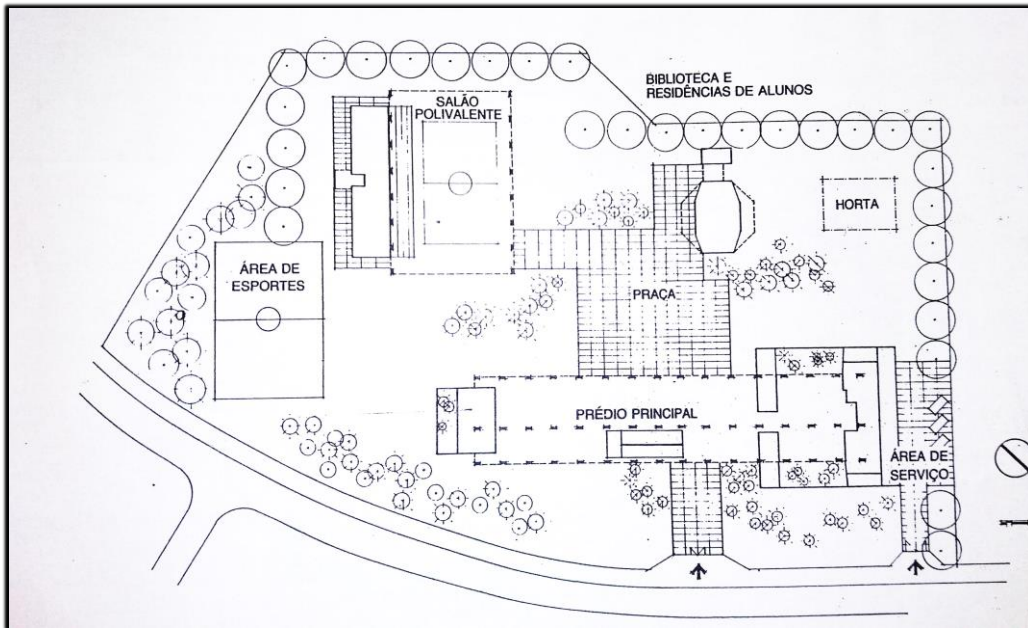 BIBLIOTECA E
RESIDÊNCIAS DE ALUNOS
SALÃO
POLIVALENTE
HORTA
ÁREA DE
ESPORTES
PRAÇA
PRÉDIO PRINCIPAL
ÁREA DE
SERVIÇO